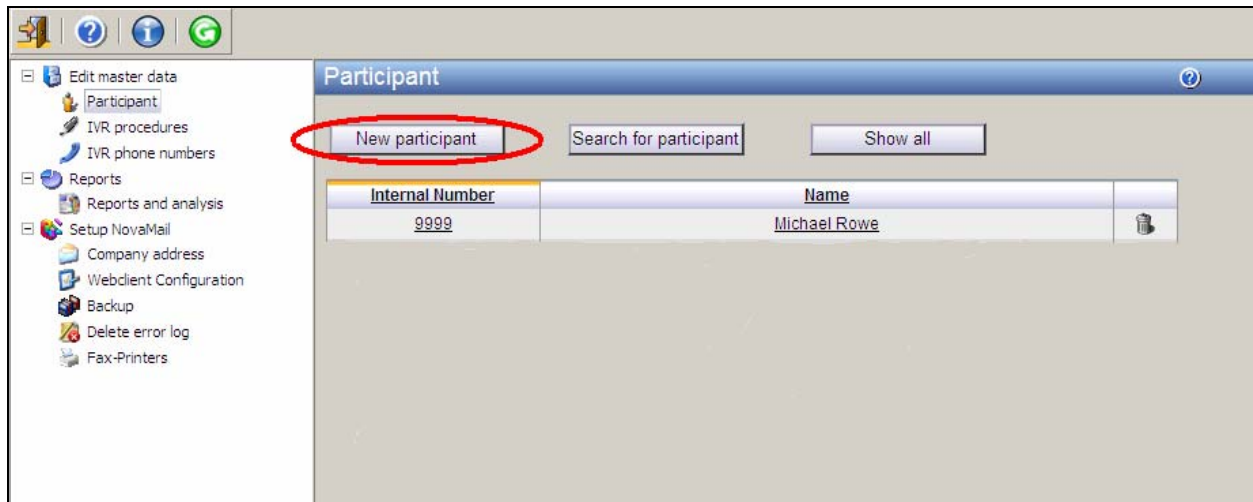 Edit master data
Participant
IVR procedures
IVR phone numbers
Reports
Reports and analysis
Setup NovaMail
Company address
Webclient Configuration
Backup
Delete error log
Fax-Printers
Participant
New participant Search for participant Show all
Internal Number Name
9999 Michael Rowe